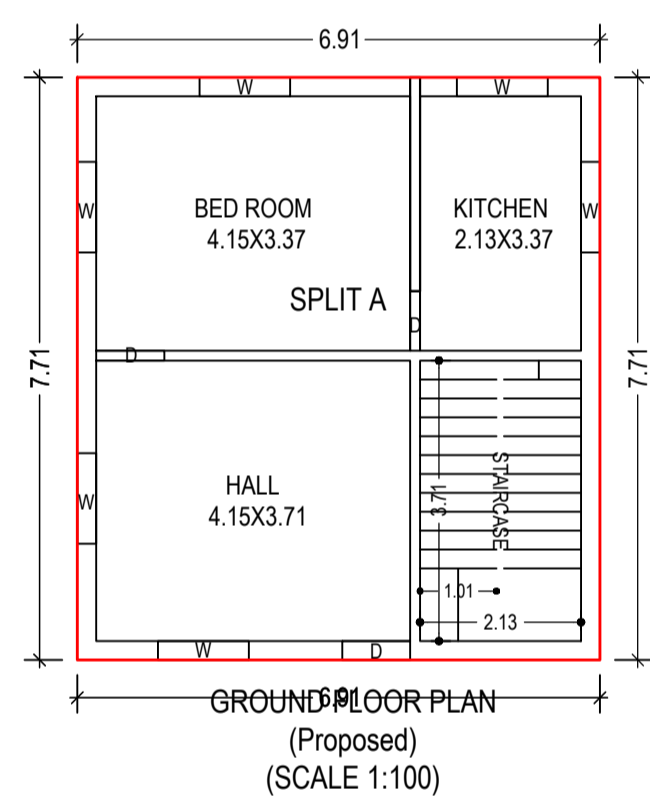 6.91
W
W
BED ROOM
4.15X3.37
KITCHEN
2.13X3.37
W
W
SPLIT A
D
D
7.71
7.71
HALL
4.15X3.71
W
3.71
STAIRCASE
1.01
2.13
W
D
6.91
GROUND FLOOR PLAN
(Proposed)
(SCALE 1:100)